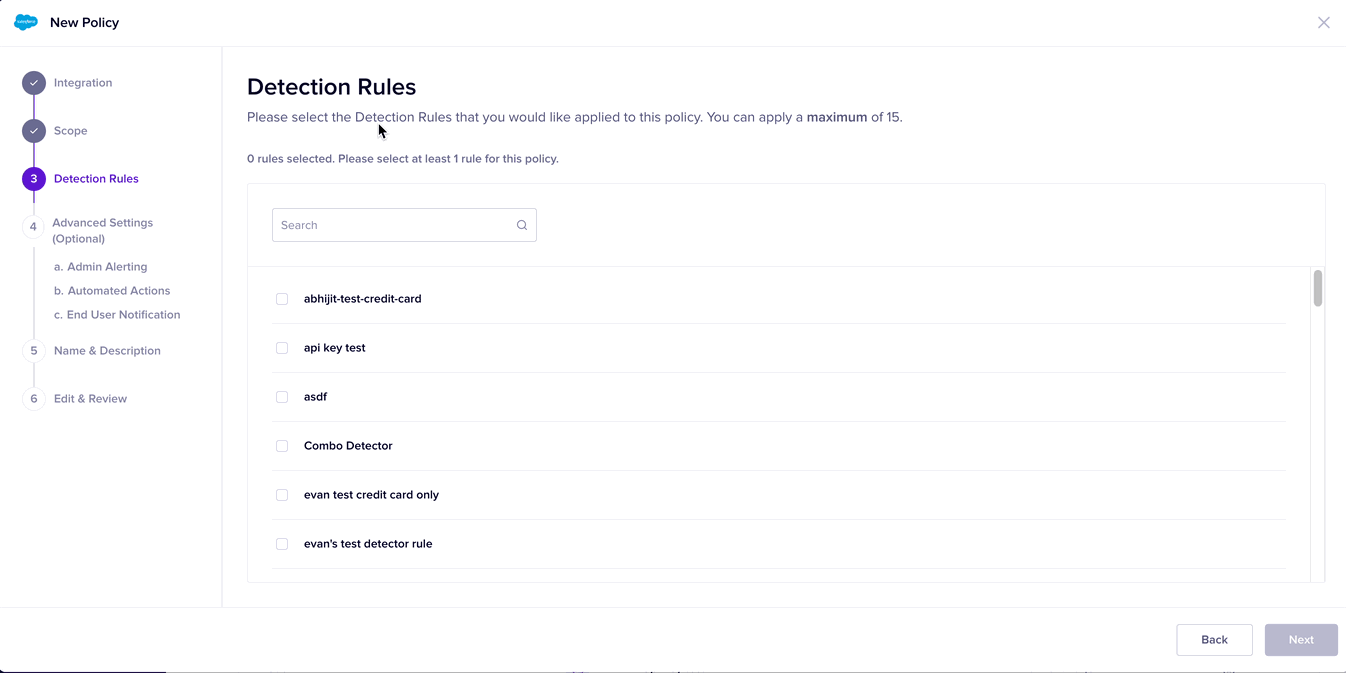 salesforce
New Policy
Integration
Scope
3 Detection Rules
4 Advanced Settings
(Optional)
a. Admin Alerting
b. Automated Actions
c. End User Notification
5 Name & Description
6 Edit & Review
Detection Rules
Please select the Detection Rules that you would like applied to this policy. You can apply a maximum of 15.
0 rules selected. Please select at least 1 rule for this policy.
Search
abhijit-test-credit-card
api key test
asdf
Combo Detector
evan test credit card only
evan's test detector rule
Back
Next